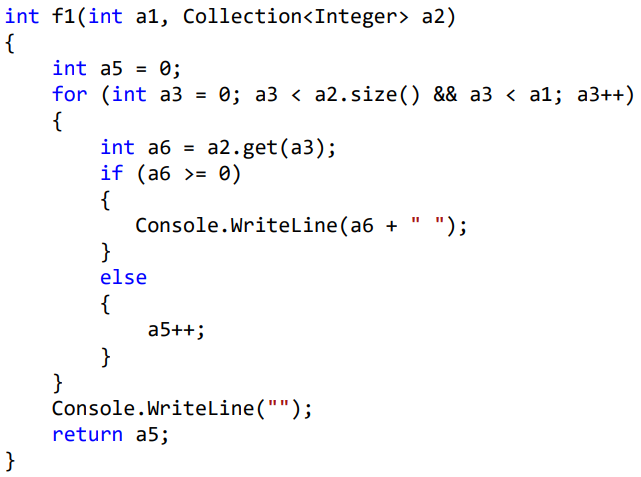 int f1(int a1, Collection<Integer> a2)
{
    int a5 = 0;
    for (int a3 = 0; a3 < a2.size() && a3 < a1; a3++)
    {
        int a6 = a2.get(a3);
        if (a6 >= 0)
        {
           Console.WriteLine(a6 + " ");
        }
        else
        {
            a5++;
        }
    }
    Console.WriteLine("");
    return a5;
}